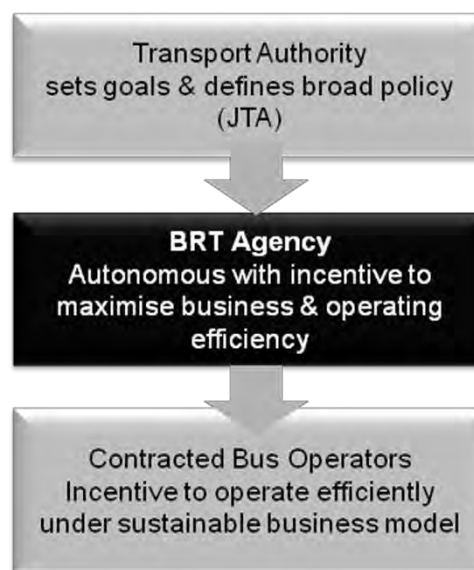 Transport Authority
sets goals & defines broad policy
(JTA)
BRT Agency
Autonomous with incentive to
maximise business & operating
efficiency
Contracted Bus Operators
Incentive to operate efficiently
under sustainable business model